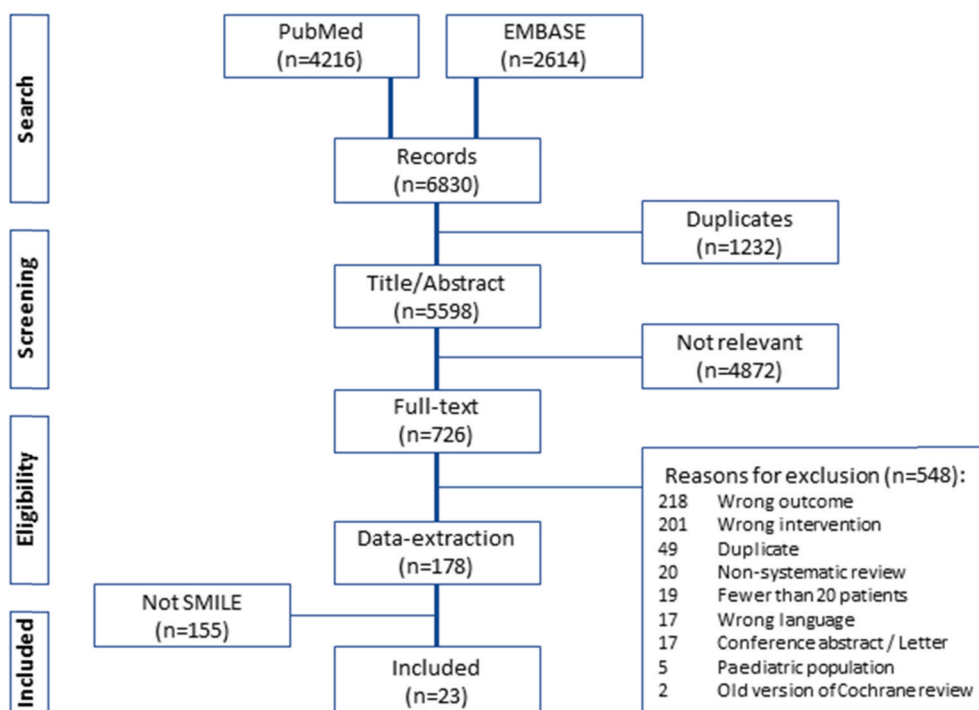 Search
PubMed
(n=4216)
EMBASE
(n=2614)
Records
(n=6830)
Duplicates
(n=1232)
Screening
Title/Abstract
(n=5598)
Not relevant
(n=4872)
Full-text
(n=726)
Eligibility
Reasons for exclusion (n=548):
218 Wrong outcome
201 Wrong intervention
49 Duplicate
20 Non-systematic review
19 Fewer than 20 patients
17 Wrong language
17 Conference abstract / Letter
5 Paediatric population
2 Old version of Cochrane review
Data-extraction
(n=178)
Not SMILE
(n=155)
Included
Included
(n=23)